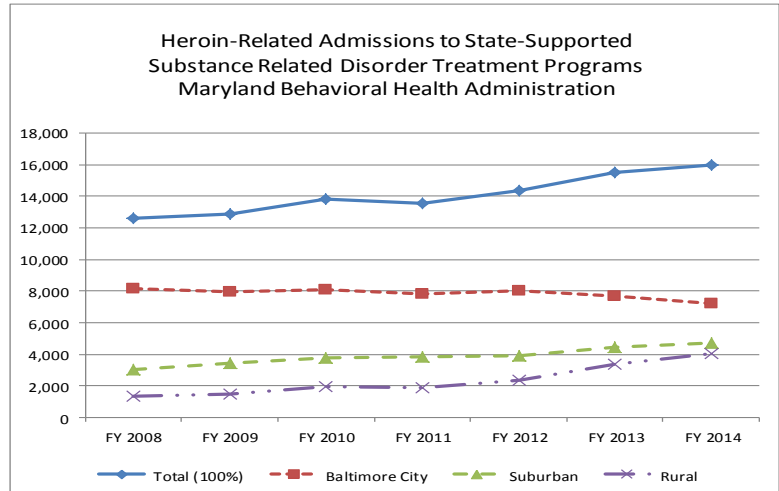 Heroin-Related Admissions to State-Supported
Substance Related Disorder Treatment Programs
Maryland Behavioral Health Administration
18,000
16,000
14,000
12,000
10,000
8,000
6,000
4,000
2,000
0
FY 2008 FY 2009 FY 2010 FY 2011 FY 2012 FY 2013 FY 2014
Total (100%) Baltimore City Suburban Rural